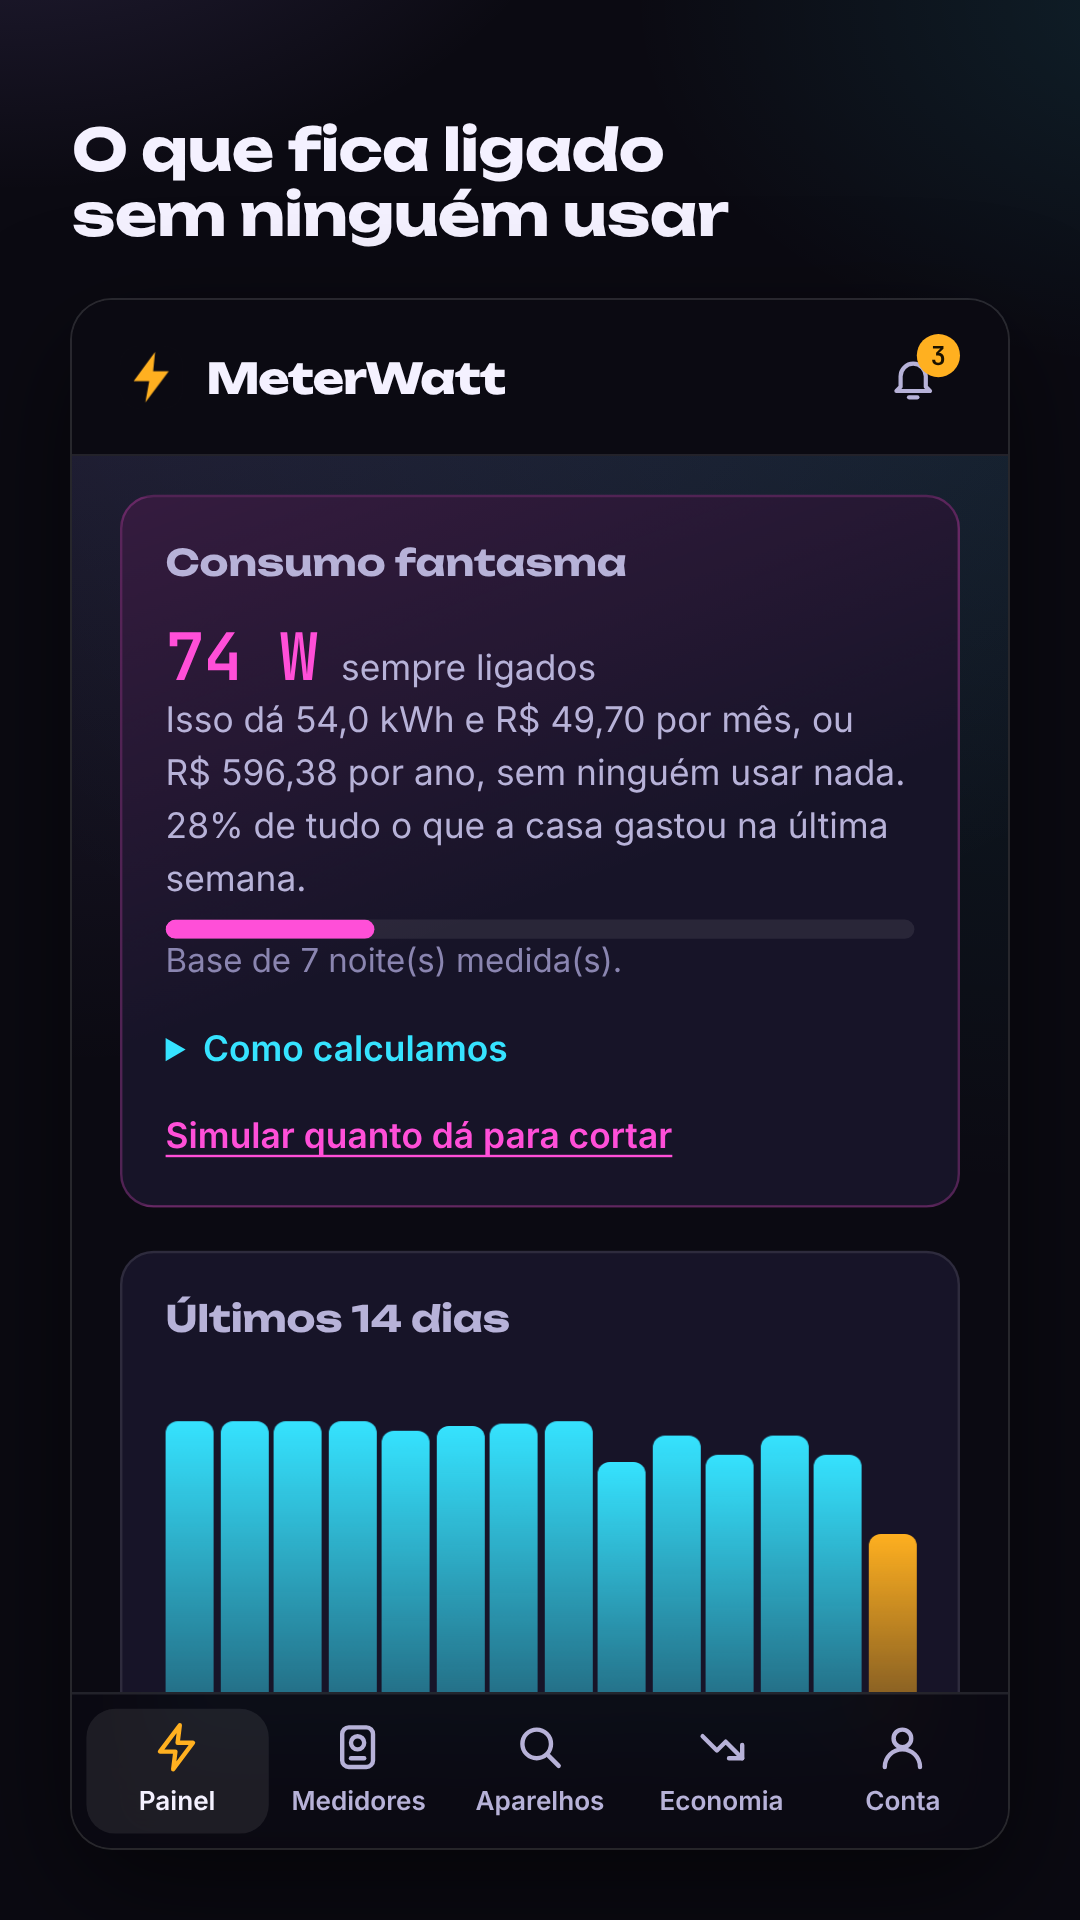 O que fica ligado
sem ninguém usar
MeterWatt
3
Consumo fantasma
74 W sempre ligados
Isso dá 54,0 kWh e R$ 49,70 por mês, ou
R$ 596,38 por ano, sem ninguém usar nada.
28% de tudo o que a casa gastou na última
semana.
Base de 7 noite(s) medida(s).
Como calculamos
Simular quanto dá para cortar
Últimos 14 dias
Painel
Medidores
Aparelhos
Economia
Conta